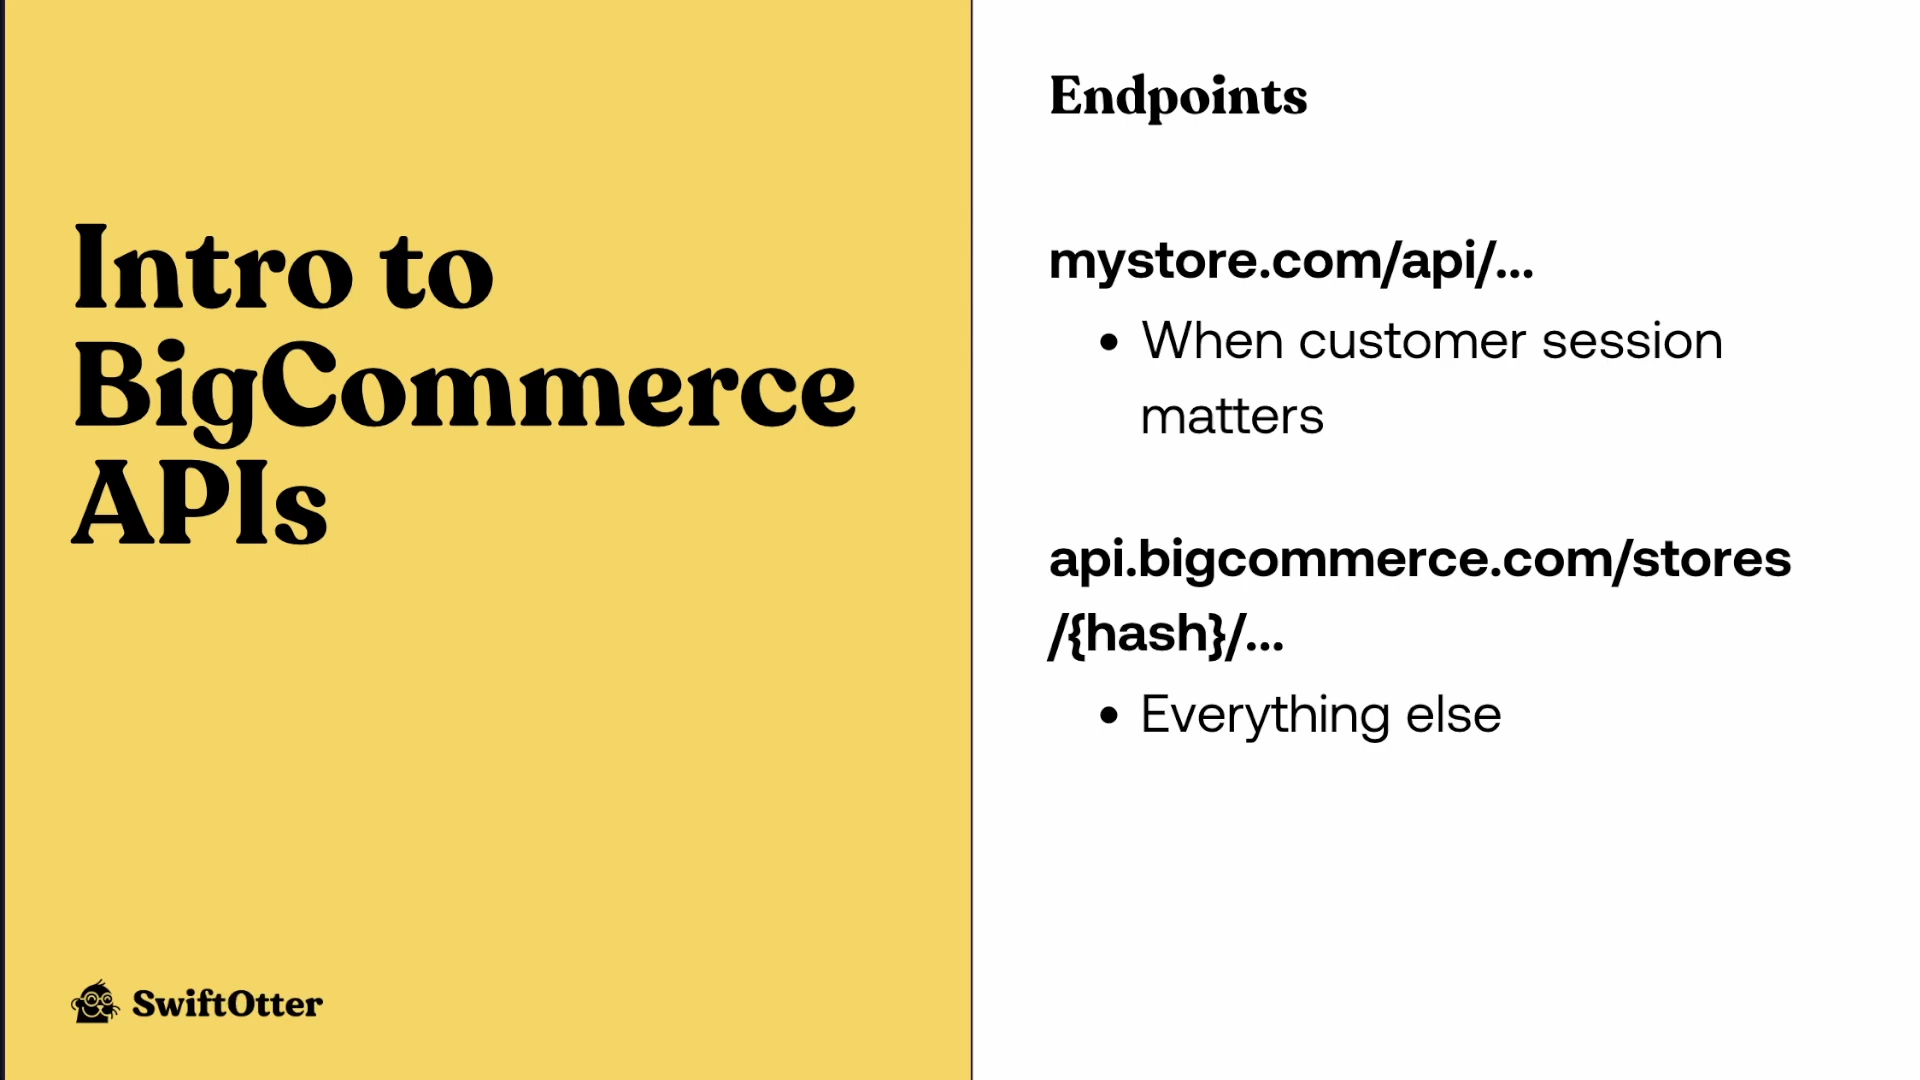 Intro to
BigCommerce
APIs
SwiftOtter
Endpoints
mystore.com/api/...
• When customer session
matters
api.bigcommerce.com/stores
/{hash}/...
• Everything else